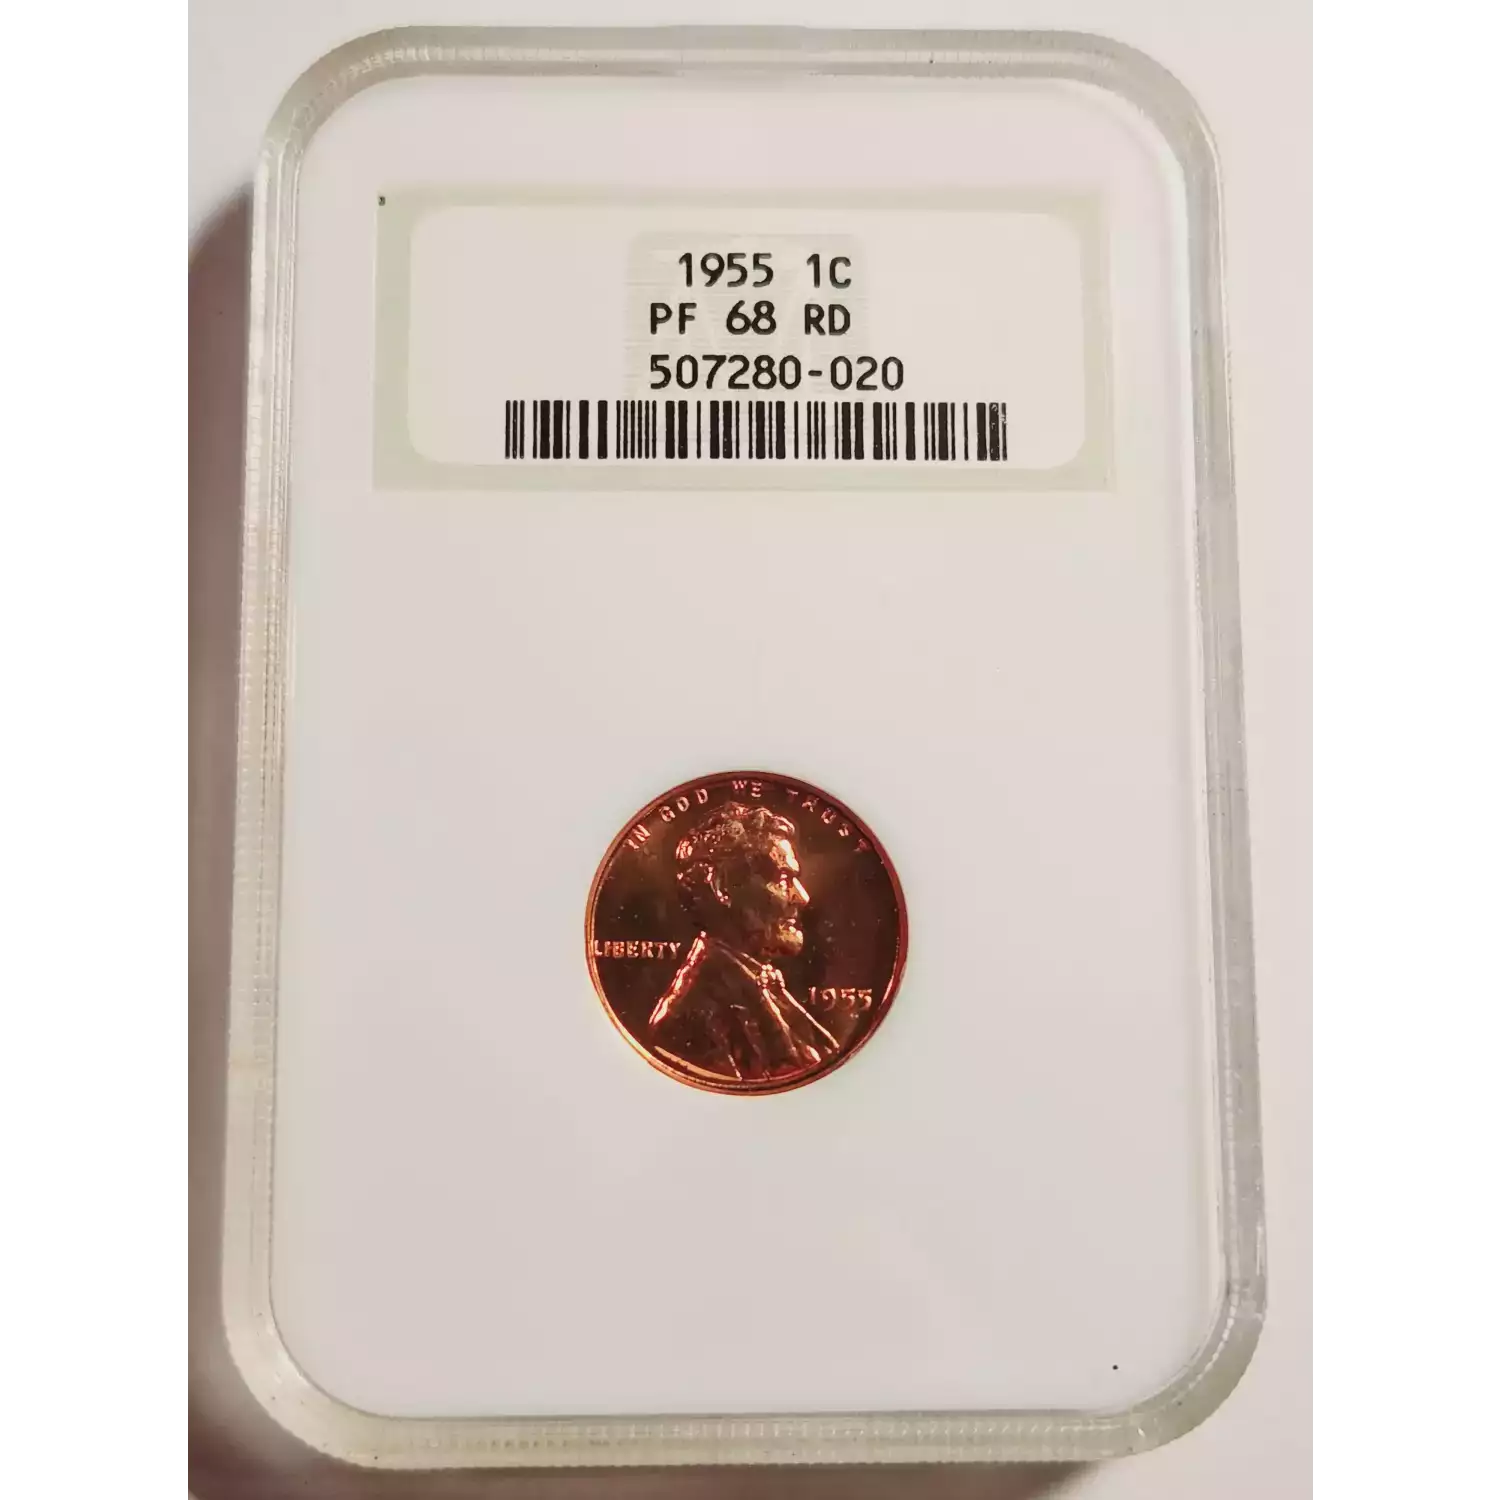 1955 1C
PF 68 RD
507280-020
IN GOD WE TRUST
LIBERTY
1955